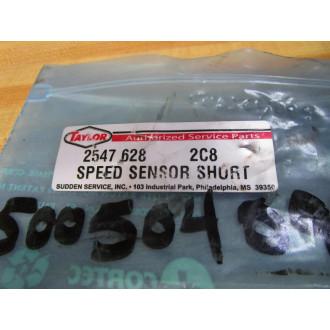 TAYLOR
Authorized Service Parts
2547 628 2C8
SPEED SENSOR SHORT
SUDDEN SERVICE, INC. • 103 Industrial Park, Philadelphia, MS 39350
500504
CORTEC